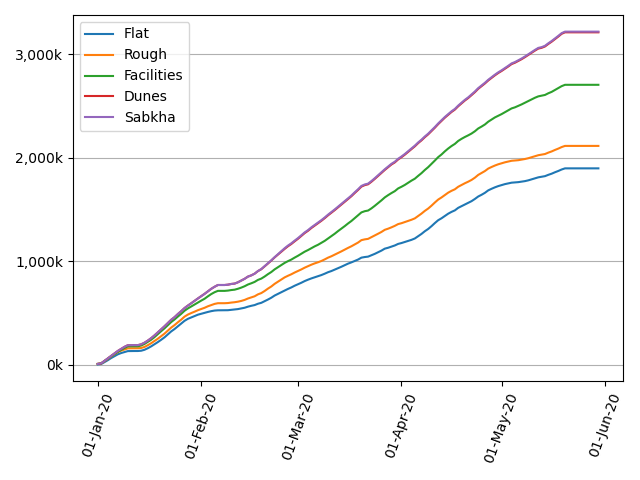 Flat
Rough
Facilities
Dunes
Sabkha
3,000k
2,000k
1,000k
0k
01-Jan-20
01-Feb-20
01-Mar-20
01-Apr-20
01-May-20
01-Jun-20